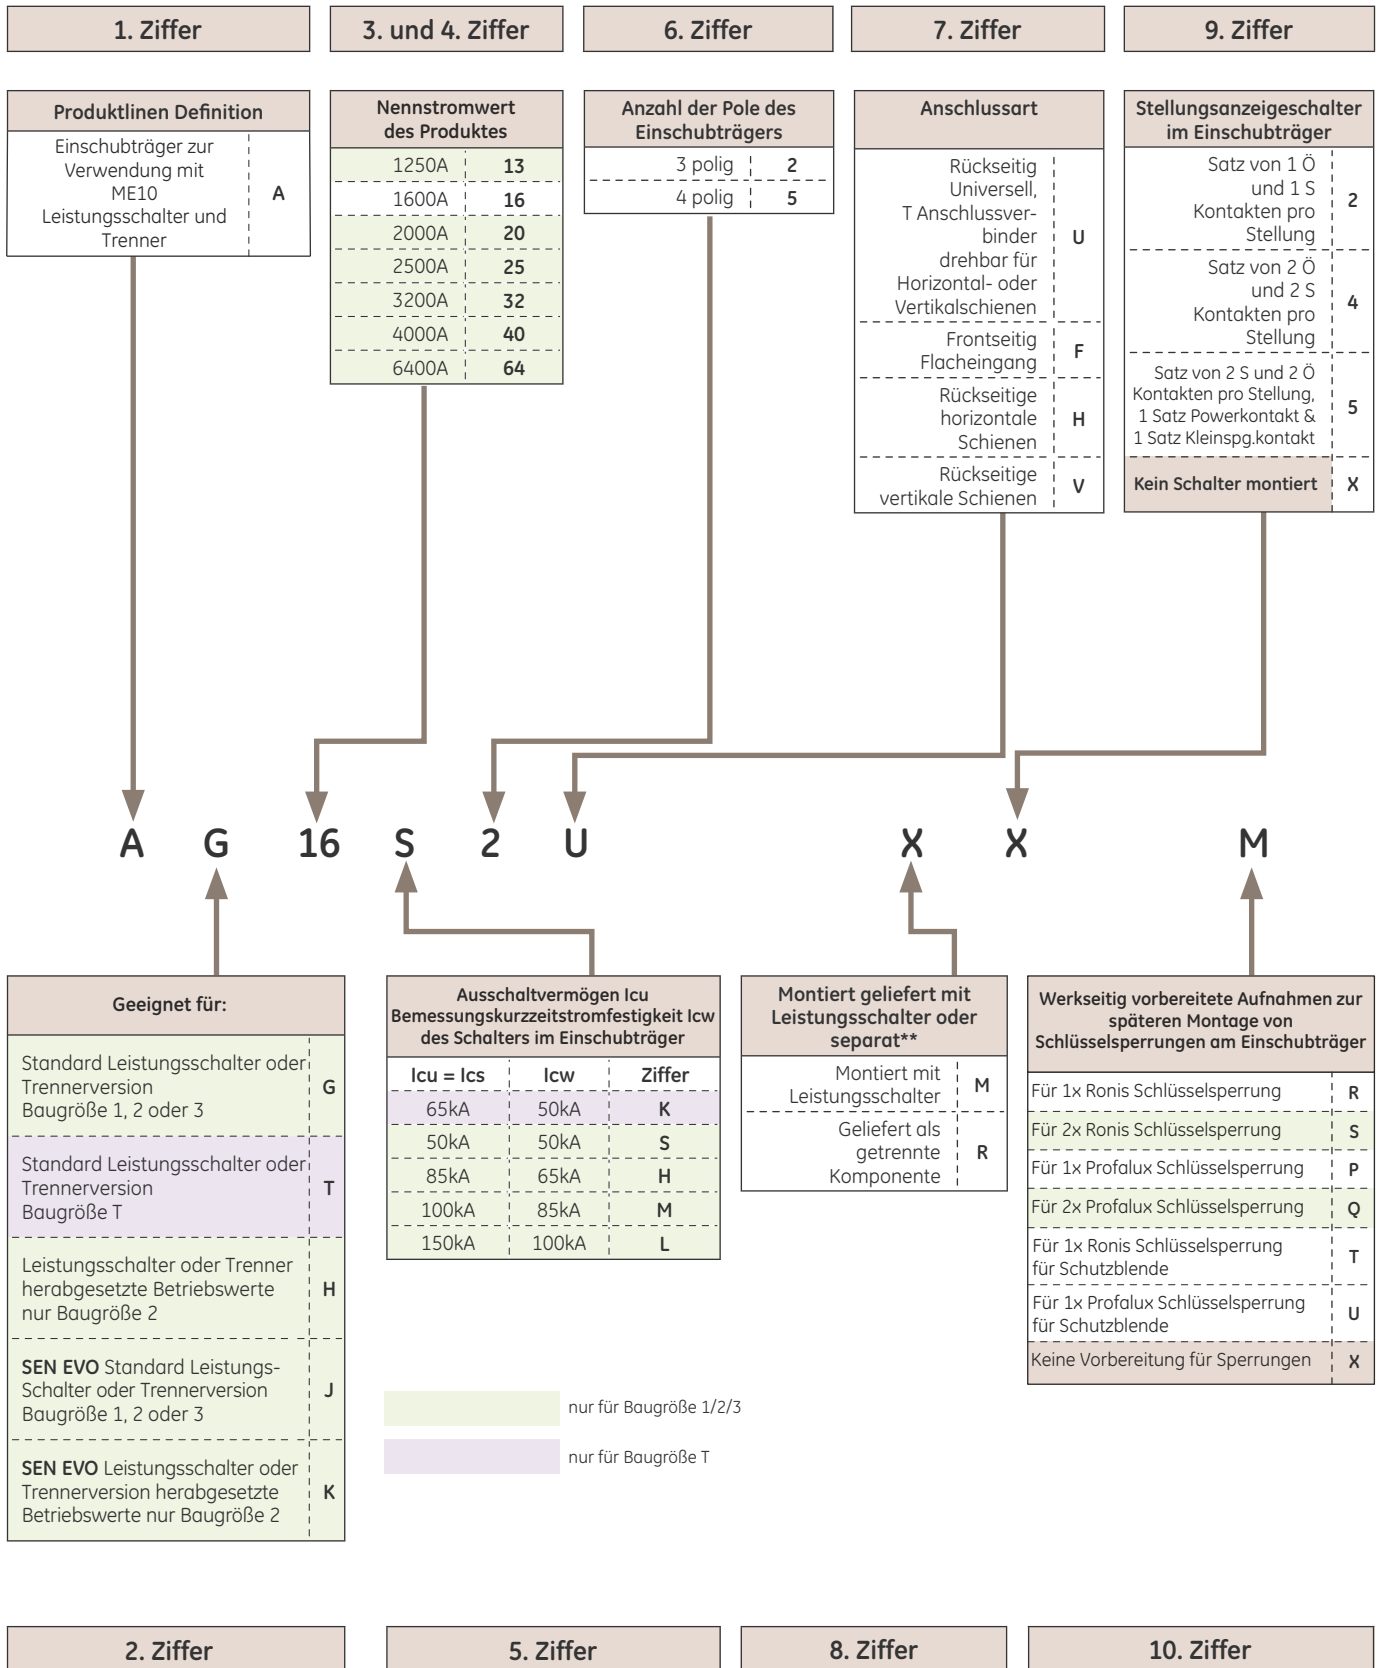 1. Ziffer
3. und 4. Ziffer
6. Ziffer
7. Ziffer
9. Ziffer
Produktlinen Definition
Einschubträger zur
Verwendung mit
ME10
Leistungsschalter und
Trenner
A
Nennstromwert
des Produktes
1250A 13
1600A 16
2000A 20
2500A 25
3200A 32
4000A 40
6400A 64
Anzahl der Pole des
Einschubträgers
3 polig 2
4 polig 5
Anschlussart
Rückseitig
Universell,
T Anschlussver-
binder
drehbar für
Horizontal- oder
Vertikalschienen
U
Frontseitig
Flacheingang
F
Rückseitige
horizontale
Schienen
H
Rückseitige
vertikale Schienen
V
Stellungsanzeigeschalter
im Einschubträger
Satz von 1 Ö
und 1 S
Kontakten pro
Stellung
2
Satz von 2 Ö
und 2 S
Kontakten pro
Stellung
4
Satz von 2 S und 2 Ö
Kontakten pro Stellung,
1 Satz Powerkontakt &
1 Satz Kleinspg.kontakt
5
Kein Schalter montiert X
A G 16 S 2 U X X M
Geeignet für:
Standard Leistungsschalter oder
Trennerversion
Baugröße 1, 2 oder 3
G
Standard Leistungsschalter oder
Trennerversion
Baugröße T
T
Leistungsschalter oder Trenner
herabgesetzte Betriebswerte
nur Baugröße 2
H
SEN EVO Standard Leistungs-
Schalter oder Trennerversion
Baugröße 1, 2 oder 3
J
SEN EVO Leistungsschalter oder
Trennerversion herabgesetzte
Betriebswerte nur Baugröße 2
K
Ausschaltvermögen Icu
Bemessungskurzzeitstromfestigkeit Icw
des Schalters im Einschubträger
Icu = Ics Icw Ziffer
65kA 50kA K
50kA 50kA S
85kA 65kA H
100kA 85kA M
150kA 100kA L
nur für Baugröße 1/2/3
nur für Baugröße T
Montiert geliefert mit
Leistungsschalter oder
separat**
Montiert mit
Leistungsschalter
M
Geliefert als
getrennte
Komponente
R
Werkseitig vorbereitete Aufnahmen zur
späteren Montage von
Schlüsselsperrungen am Einschubträger
Für 1x Ronis Schlüsselsperrung R
Für 2x Ronis Schlüsselsperrung S
Für 1x Profalux Schlüsselsperrung P
Für 2x Profalux Schlüsselsperrung Q
Für 1x Ronis Schlüsselsperrung
für Schutzblende
T
Für 1x Profalux Schlüsselsperrung
für Schutzblende
U
Keine Vorbereitung für Sperrungen X
2. Ziffer
5. Ziffer
8. Ziffer
10. Ziffer